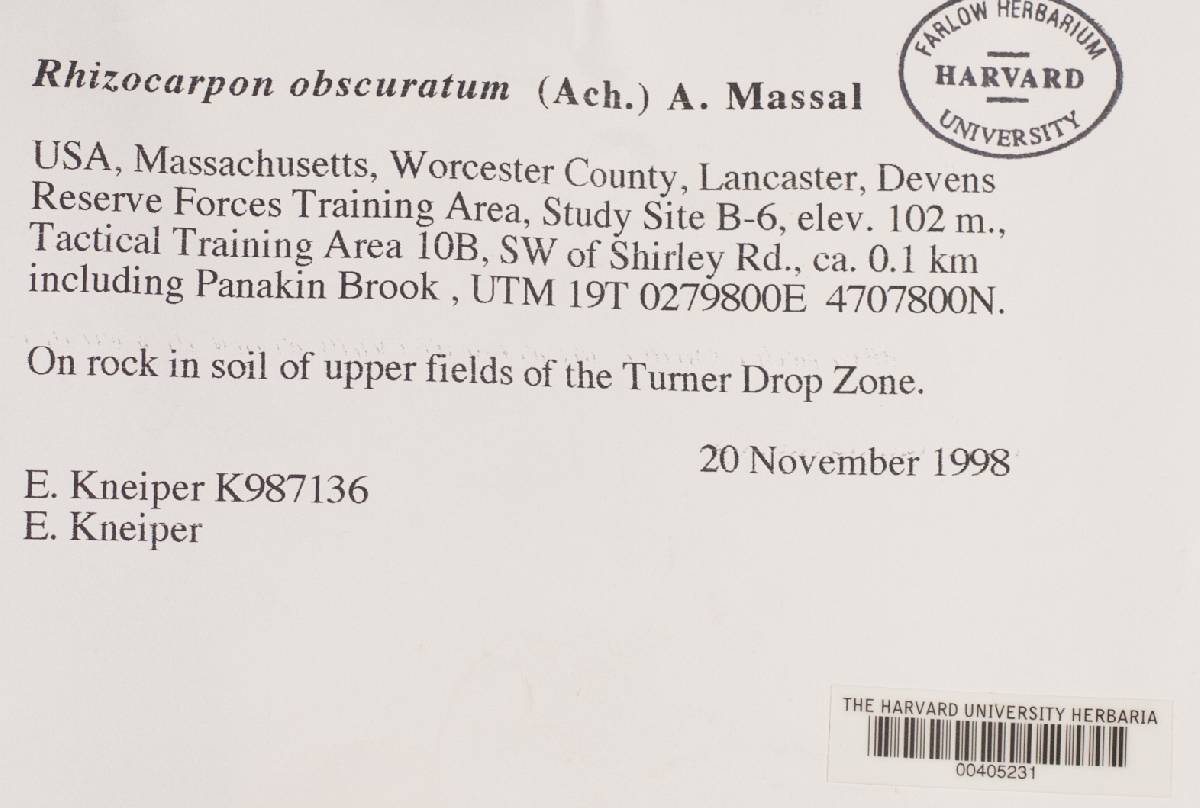 FARLOW HERBARIUM
HARVARD
UNIVERSITY
Rhizocarpon obscuratum (Ach.) A. Massal
USA, Massachusetts, Worcester County, Lancaster, Devens
Reserve Forces Training Area, Study Site B-6, elev. 102 m.,
Tactical Training Area 10B, SW of Shirley Rd., ca. 0.1 km
including Panakin Brook , UTM 19T 0279800E 4707800N.
On rock in soil of upper fields of the Turner Drop Zone.
20 November 1998
E. Kneiper K987136
E. Kneiper
THE HARVARD UNIVERSITY HERBARIA
00405231